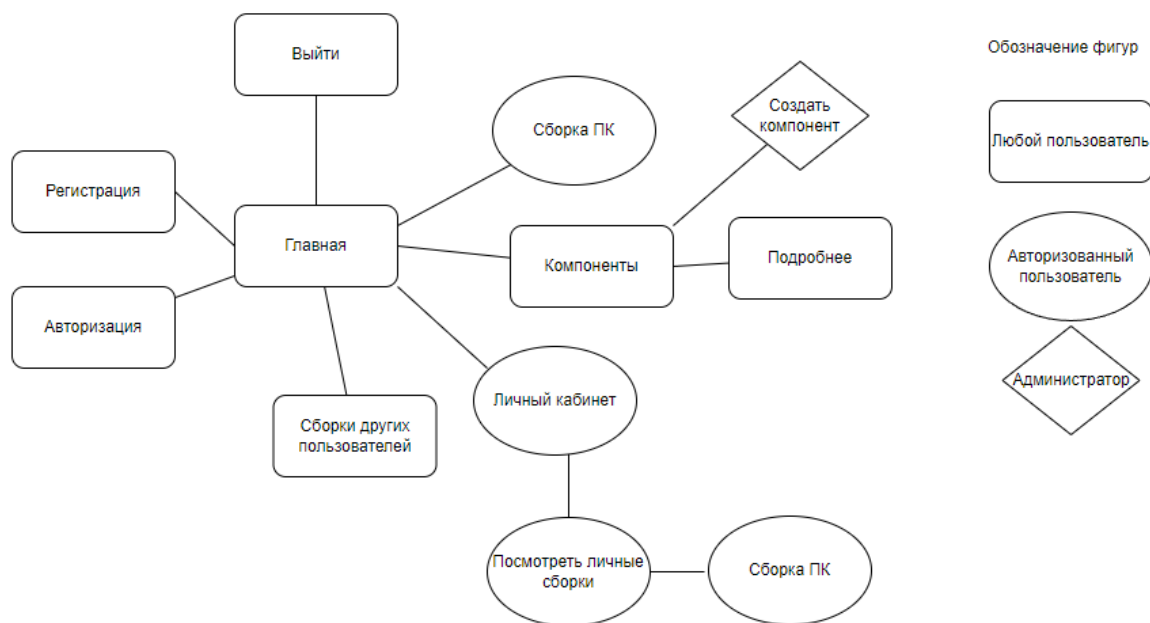 Выйти
Обозначение фигур
Сборка ПК
Создать
компонент
Любой пользователь
Регистрация
Главная
Компоненты
Подробнее
Авторизованный
пользователь
Авторизация
Личный кабинет
Администратор
Сборки других
пользователей
Посмотреть личные
сборки
Сборка ПК